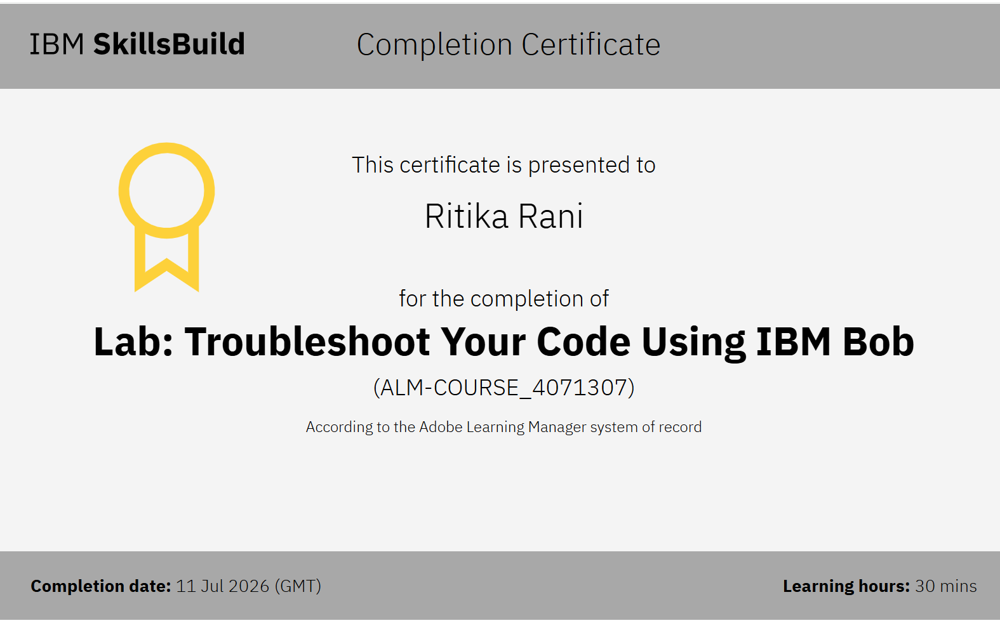 IBM SkillsBuild
Completion Certificate
This certificate is presented to
Ritika Rani
for the completion of
Lab: Troubleshoot Your Code Using IBM Bob
(ALM-COURSE_4071307)
According to the Adobe Learning Manager system of record
Completion date: 11 Jul 2026 (GMT)
Learning hours: 30 mins